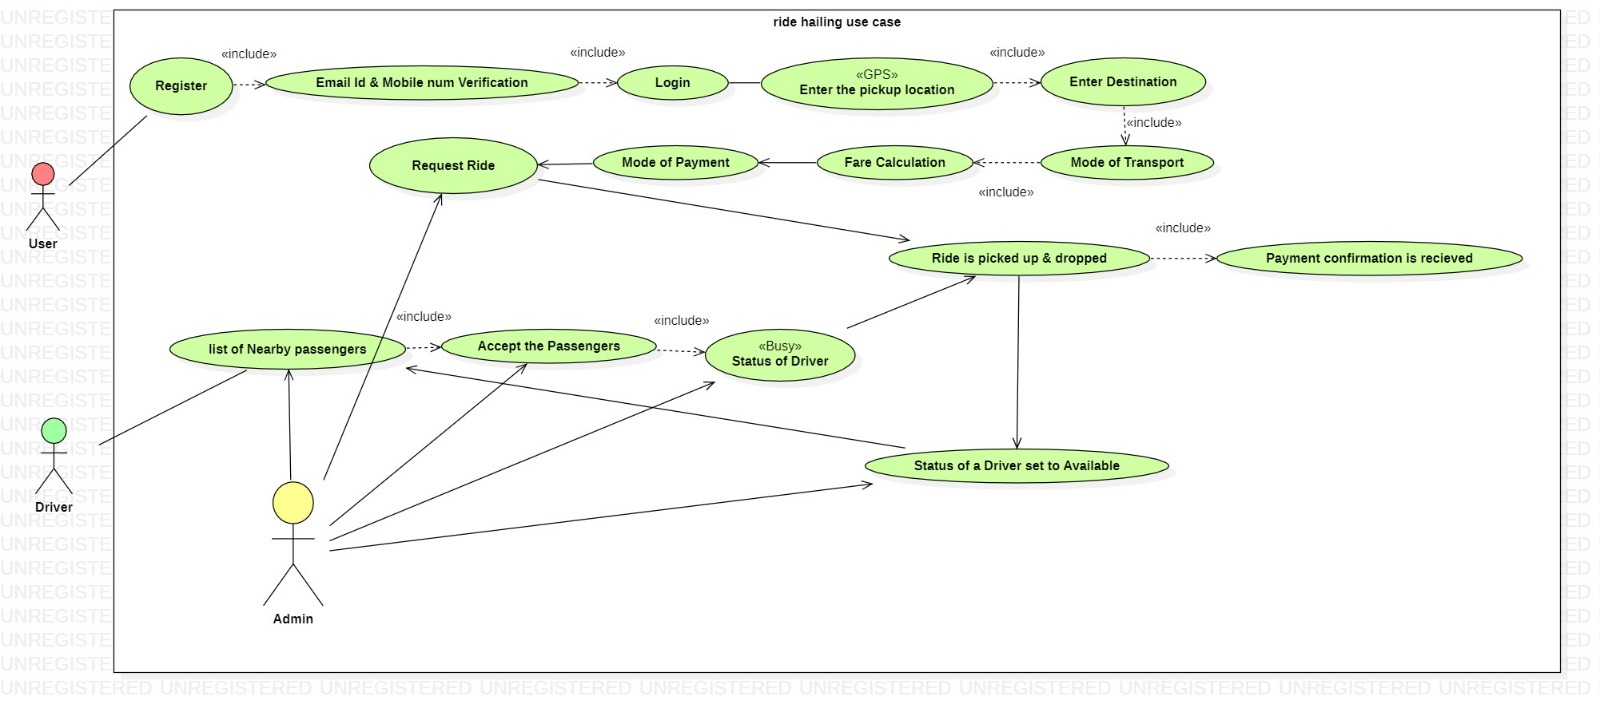 ride hailing use case
«include»
«include»
«include»
Register
Email Id & Mobile num Verification
Login
«GPS»
Enter the pickup location
Enter Destination
«include»
Request Ride
Mode of Payment
Fare Calculation
Mode of Transport
«include»
User
«include»
Ride is picked up & dropped
Payment confirmation is recieved
«include»
«include»
list of Nearby passengers
Accept the Passengers
«Busy»
Status of Driver
Status of a Driver set to Available
Driver
Admin
UNREGISTERED UNREGISTERED UNREGISTERED UNREGISTERED UNREGISTERED UNREGISTERED UNREGISTERED UNREGISTERED UNREGISTERED UNREGISTERED